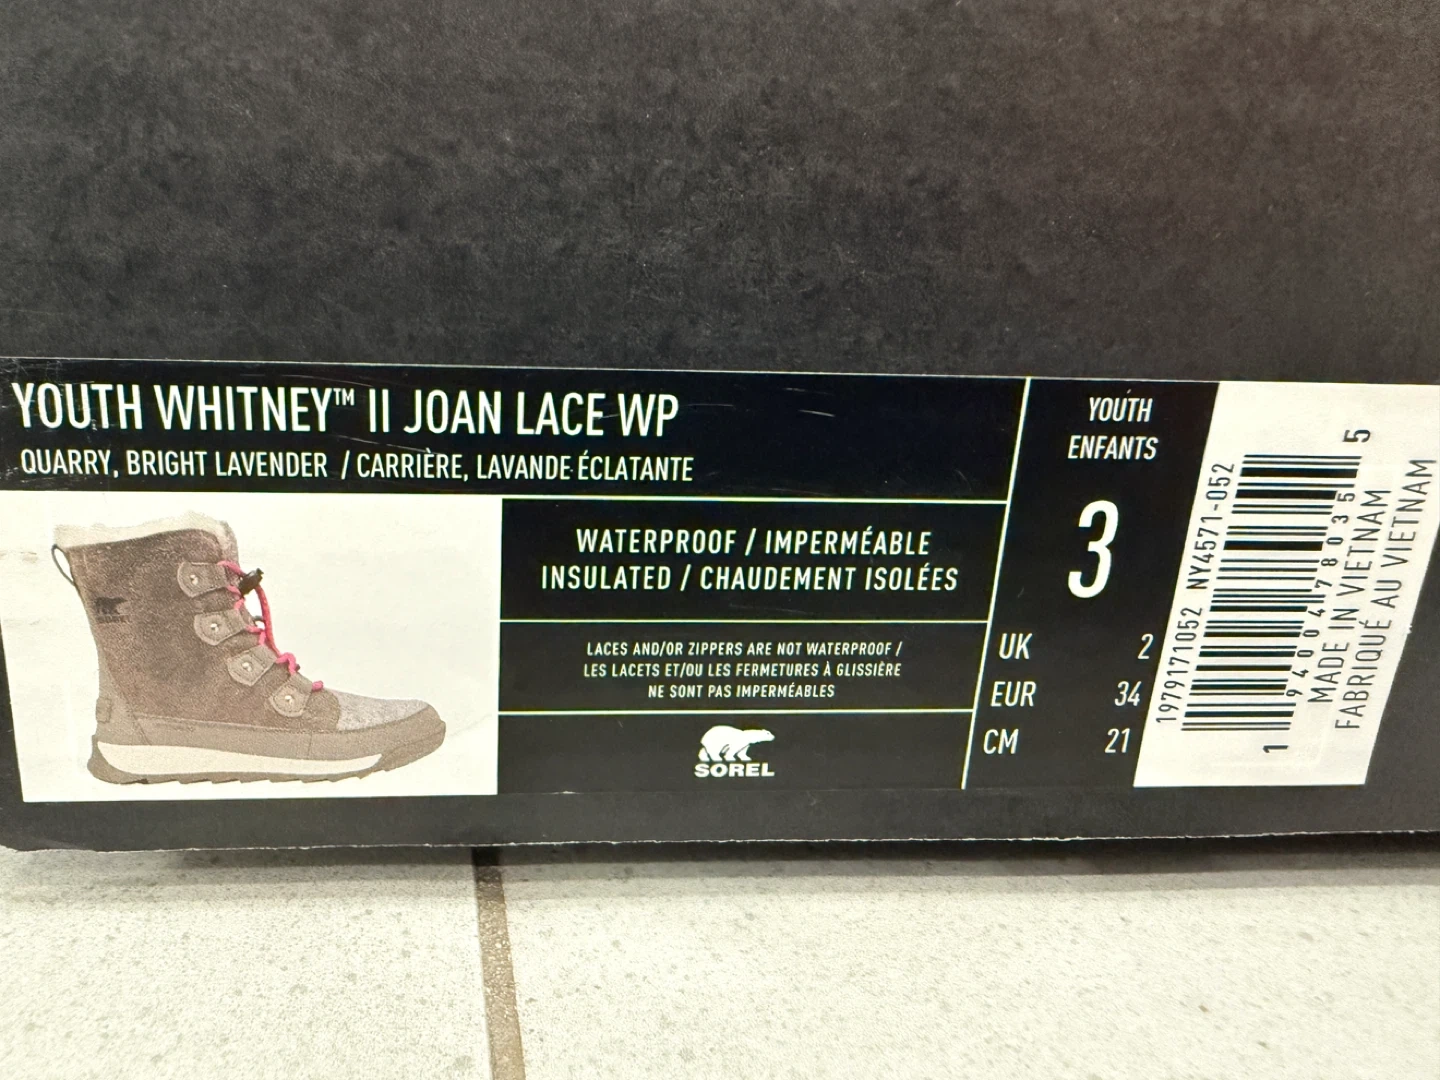 YOUTH WHITNEY™ II JOAN LACE WP
QUARRY, BRIGHT LAVENDER / CARRIÈRE, LAVANDE ÉCLATANTE
SOREL
WATERPROOF / IMPERMÉABLE
INSULATED / CHAUDEMENT ISOLÉES
LACES AND/OR ZIPPERS ARE NOT WATERPROOF /
LES LACETS ET/OU LES FERMETURES À GLISSIÈRE
NE SONT PAS IMPERMÉABLES
SOREL
YOUTH
ENFANTS
3
UK 2
EUR 34
CM 21
1979171052 NY4571-052
1 94004 78035 5
MADE IN VIETNAM
FABRIQUÉ AU VIETNAM